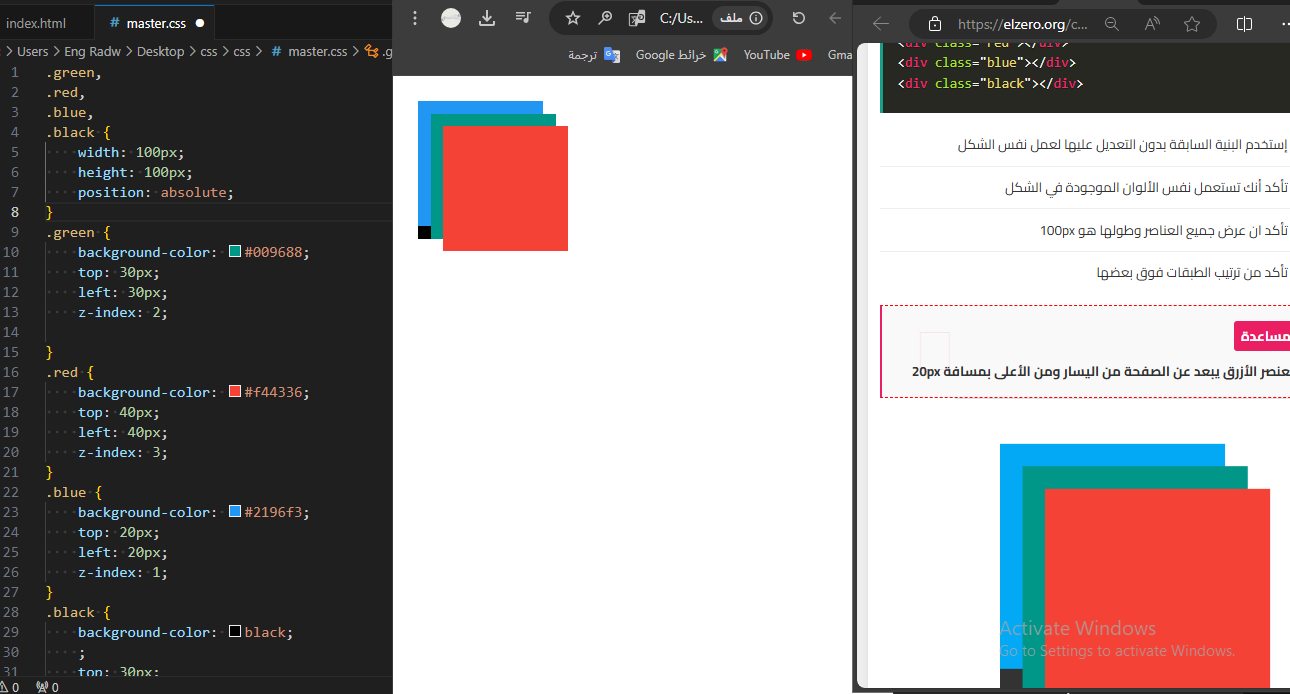 index.html
# master.css
Users > Eng Radw > Desktop > css > css > # master.css > .g
1 .green,
2 .red,
3 .blue,
4 .black {
5 width: 100px;
6 height: 100px;
7 position: absolute;
8 }
9 .green {
10 background-color: #009688;
11 top: 30px;
12 left: 30px;
13 z-index: 2;
14
15 }
16 .red {
17 background-color: #f44336;
18 top: 40px;
19 left: 40px;
20 z-index: 3;
21 }
22 .blue {
23 background-color: #2196f3;
24 top: 20px;
25 left: 20px;
26 z-index: 1;
27 }
28 .black {
29 background-color: black;
30 ;
31 top: 30px;
0 0
C:/Us... ملف
ترجمة
خرائط Google
YouTube
Gma
https://elzero.org/c...
<div class="red"></div>
<div class="blue"></div>
<div class="black"></div>
إستخدم البنية السابقة بدون التعديل عليها لعمل نفس الشكل
تأكد أنك تستعمل نفس الألوان الموجودة في الشكل
تأكد ان عرض جميع العناصر وطولها هو 100px
تأكد من ترتيب الطبقات فوق بعضها
مساعدة
عنصر الأزرق يبعد عن الصفحة من اليسار ومن الأعلى بمسافة 20px
Activate Windows
Go to Settings to activate Windows.